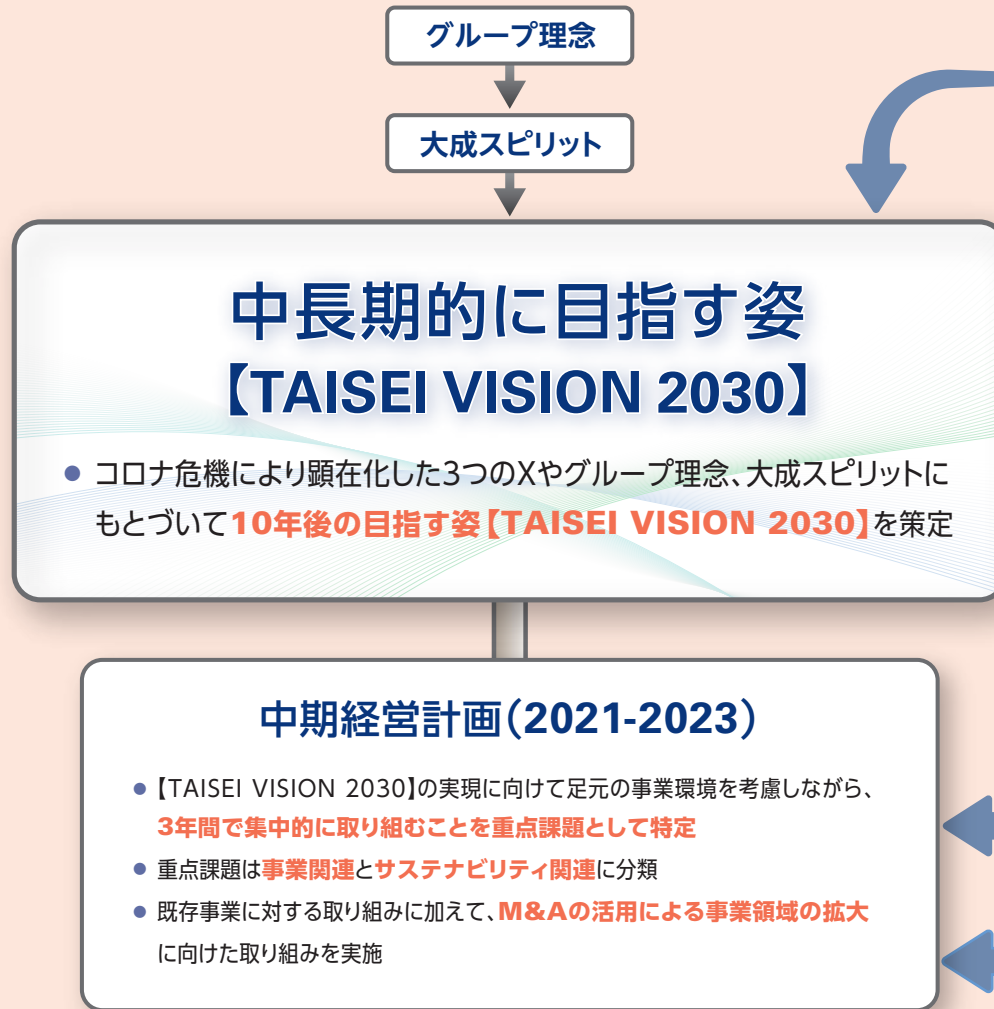 グループ理念
大成スピリット
中長期的に目指す姿
【TAISEI VISION 2030】
● コロナ危機により顕在化した3つのXやグループ理念、大成スピリットに
もとづいて10年後の目指す姿【TAISEI VISION 2030】を策定
中期経営計画(2021-2023)
● 【TAISEI VISION 2030】の実現に向けて足元の事業環境を考慮しながら、
3年間で集中的に取り組むことを重点課題として特定
● 重点課題は事業関連とサステナビリティ関連に分類
● 既存事業に対する取り組みに加えて、M&Aの活用による事業領域の拡大
に向けた取り組みを実施